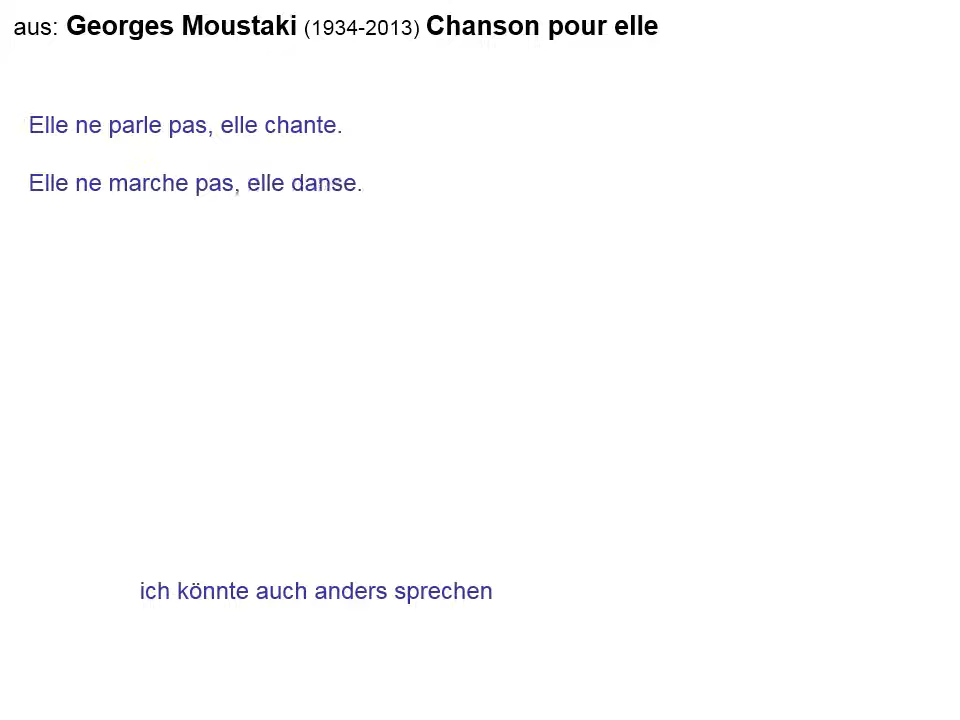 aus: Georges Moustaki (1934-2013) Chanson pour elle
Elle ne parle pas, elle chante.
Elle ne marche pas, elle danse.
ich könnte auch anders sprechen